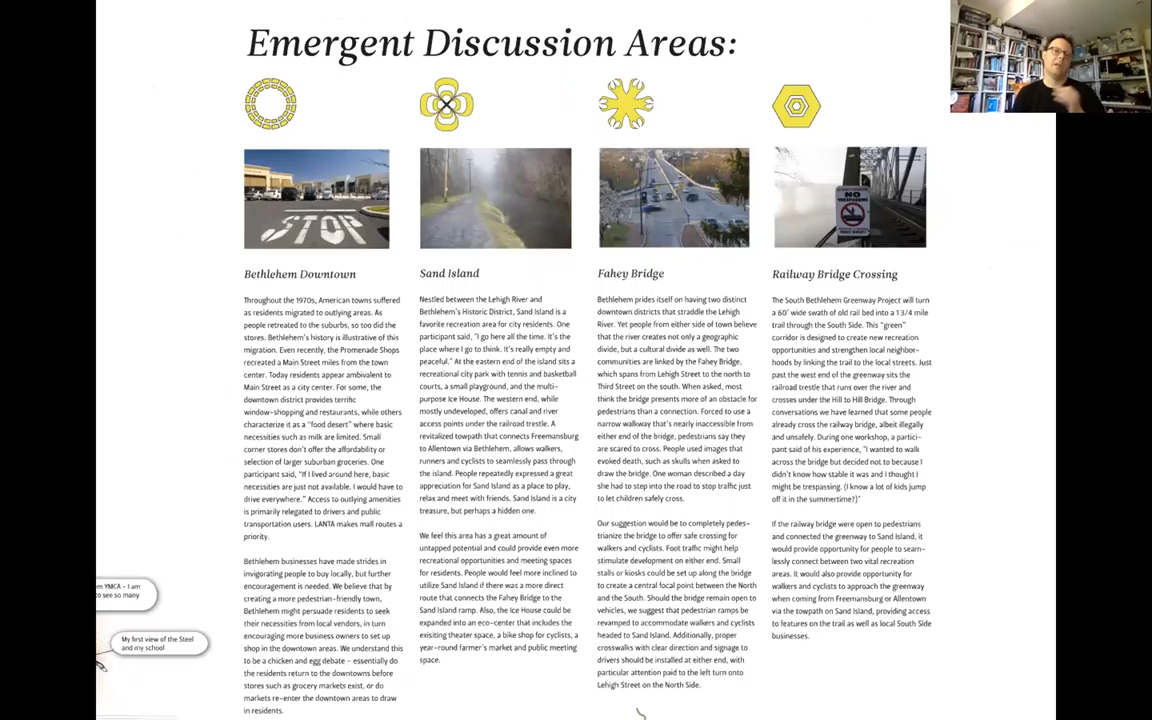 Emergent Discussion Areas:
STOP
NO
TRESPASSING
Bethlehem Downtown
Throughout the 1970s, American towns suffered
as residents migrated to outlying areas. As
people retreated to the suburbs, so too did the
stores. Bethlehem's history is illustrative of this
migration. Even recently, the Promenade Shops
recreated a Main Street miles from the town
center. Today residents appear ambivalent to
Main Street as a city center. For some, the
downtown district provides terrific
window-shopping and restaurants, while others
characterize it as a "food desert" where basic
necessities such as milk are limited. Small
corner stores don't offer the affordability or
selection of larger suburban groceries. One
participant said, "If I lived around here, basic
necessities are just not available. I would have to
drive everywhere." Access to outlying amenities
is primarily relegated to drivers and public
transportation users. LANTA makes mall routes a
priority.
Bethlehem businesses have made strides in
invigorating people to buy locally, but further
encouragement is needed. We believe that by
creating a more pedestrian-friendly town,
Bethlehem might persuade residents to seek
their necessities from local vendors, in turn
encouraging more business owners to set up
shop in the downtown areas. We understand this
to be a chicken and egg debate – essentially do
the residents return to the downtowns before
stores such as grocery markets exist, or do
markets re-enter the downtown areas to draw
in residents.
Sand Island
Nestled between the Lehigh River and
Bethlehem's Historic District, Sand Island is a
favorite recreation area for city residents. One
participant said, "I go here all the time. It's the
place where I go to think. It's really empty and
peaceful." At the eastern end of the island sits a
recreational city park with tennis and basketball
courts, a small playground, and the multi-
purpose Ice House. The western end, while
mostly undeveloped, offers canal and river
access points under the railroad trestle. A
revitalized towpath that connects Freemansburg
to Allentown via Bethlehem, allows walkers,
runners and cyclists to seamlessly pass through
the island. People repeatedly expressed a great
appreciation for Sand Island as a place to play,
relax and meet with friends. Sand Island is a city
treasure, but perhaps a hidden one.
We feel this area has a great amount of
untapped potential and could provide even more
recreational opportunities and meeting spaces
for residents. People would feel more inclined to
utilize Sand Island if there was a more direct
route that connects the Fahey Bridge to the
Sand Island ramp. Also, the Ice House could be
expanded into an eco-center that includes the
exisiting theater space, a bike shop for cyclists, a
year-round farmer's market and public meeting
space.
Fahey Bridge
Bethlehem prides itself on having two distinct
downtown districts that straddle the Lehigh
River. Yet people from either side of town believe
that the river creates not only a geographic
divide, but a cultural divide as well. The two
communities are linked by the Fahey Bridge,
which spans from Lehigh Street to the north to
Third Street on the south. When asked, most
think the bridge presents more of an obstacle for
pedestrians than a connection. Forced to use a
narrow walkway that's nearly inaccessible from
either end of the bridge, pedestrians say they
are scared to cross. People used images that
evoked death, such as skulls when asked to
draw the bridge. One woman described a day
she had to step into the road to stop traffic just
to let children safely cross.
Our suggestion would be to completely pedes-
trianize the bridge to offer safe crossing for
walkers and cyclists. Foot traffic might help
stimulate development on either end. Small
stalls or kiosks could be set up along the bridge
to create a central focal point between the North
and the South. Should the bridge remain open to
vehicles, we suggest that pedestrian ramps be
revamped to accommodate walkers and cyclists
headed to Sand Island. Additionally, proper
crosswalks with clear direction and signage to
drivers should be installed at either end, with
particular attention paid to the left turn onto
Lehigh Street on the North Side.
Railway Bridge Crossing
The South Bethlehem Greenway Project will turn
a 60' wide swath of old rail bed into a 1 3/4 mile
trail through the South Side. This "green"
corridor is designed to create new recreation
opportunities and strengthen local neighbor-
hoods by linking the trail to the local streets. Just
past the west end of the greenway sits the
railroad trestle that runs over the river and
crosses under the Hill to Hill Bridge. Through
conversations we have learned that some people
already cross the railway bridge, albeit illegally
and unsafely. During one workshop, a partici-
pant said of his experience, "I wanted to walk
across the bridge but decided not to because I
didn't know how stable it was and I thought I
might be trespassing. (I know a lot of kids jump
off it in the summertime!)"
If the railway bridge were open to pedestrians
and connected the greenway to Sand Island, it
would provide opportunity for people to seam-
lessly connect between two vital recreation
areas. It would also provide opportunity for
walkers and cyclists to approach the greenway
when coming from Freemansburg or Allentown
via the towpath on Sand Island, providing access
to features on the trail as well as local South Side
businesses.
YMCA – I am
to see so many
My first view of the Steel
and my school